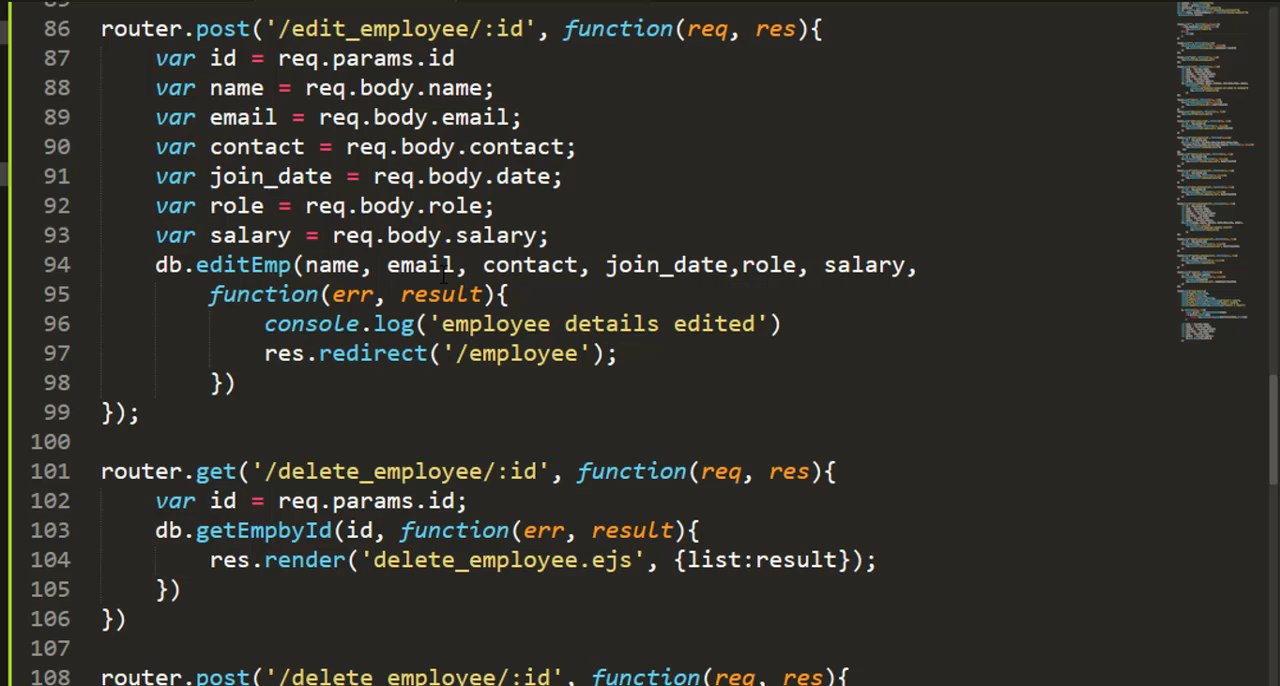 86 router.post('/edit_employee/:id', function(req, res){
87 var id = req.params.id
88 var name = req.body.name;
89 var email = req.body.email;
90 var contact = req.body.contact;
91 var join_date = req.body.date;
92 var role = req.body.role;
93 var salary = req.body.salary;
94 db.editEmp(name, email, contact, join_date,role, salary,
95 function(err, result){
96 console.log('employee details edited')
97 res.redirect('/employee');
98 })
99 });
100
101 router.get('/delete_employee/:id', function(req, res){
102 var id = req.params.id;
103 db.getEmpbyId(id, function(err, result){
104 res.render('delete_employee.ejs', {list:result});
105 })
106 })
107
108 router.post('/delete_employee/:id', function(req, res){